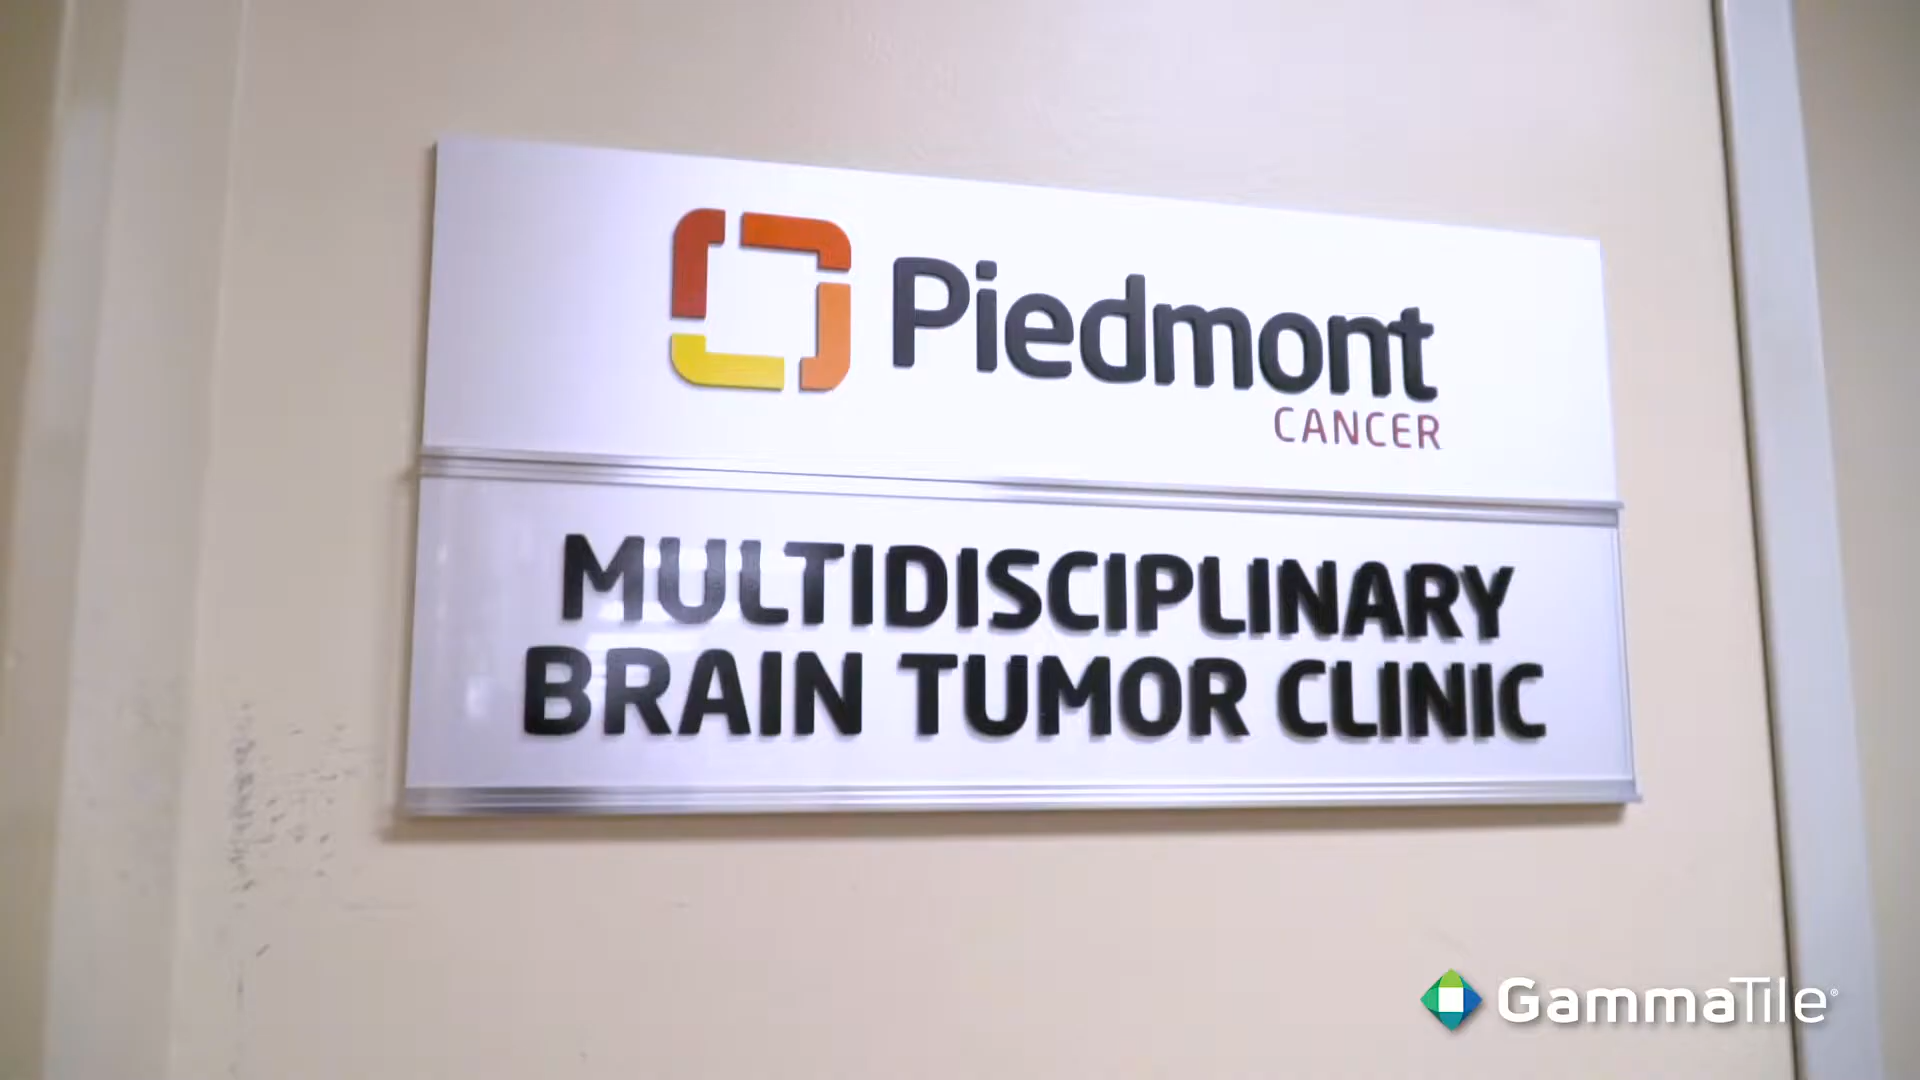 Piedmont
CANCER
MULTIDISCIPLINARY
BRAIN TUMOR CLINIC
GammaTile®